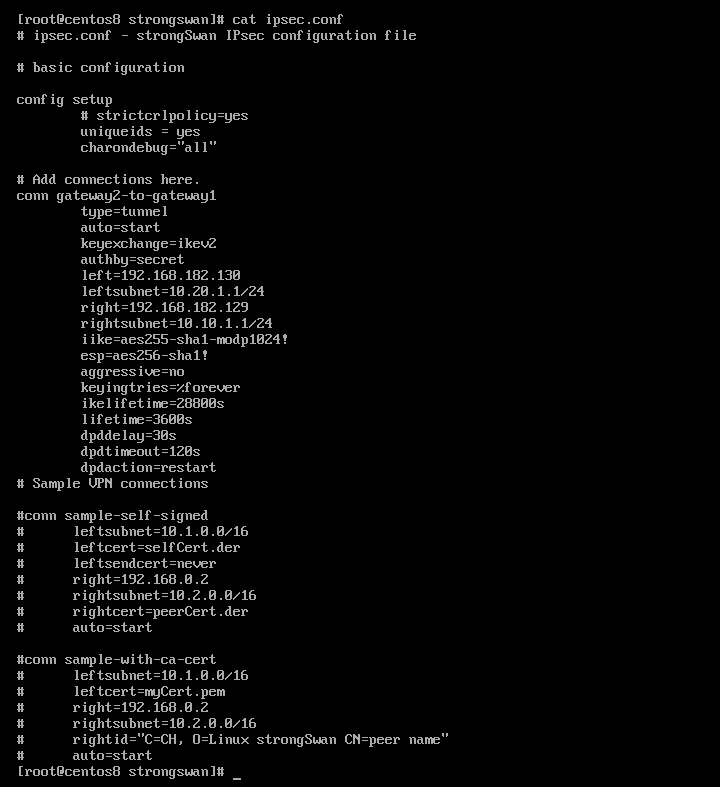 [root@centos8 strongswan]# cat ipsec.conf
# ipsec.conf - strongSwan IPsec configuration file
# basic configuration
config setup
# strictcrlpolicy=yes
uniqueids = yes
charondebug="all"
# Add connections here.
conn gateway2-to-gateway1
type=tunnel
auto=start
keyexchange=ikev2
authby=secret
left=192.168.182.130
leftsubnet=10.20.1.1/24
right=192.168.182.129
rightsubnet=10.10.1.1/24
iike=aes255-sha1-modp1024!
esp=aes256-sha1!
aggressive=no
keyingtries=%forever
ikelifetime=28800s
lifetime=3600s
dpddelay=30s
dpdtimeout=120s
dpdaction=restart
# Sample VPN connections
#conn sample-self-signed
# leftsubnet=10.1.0.0/16
# leftcert=selfCert.der
# leftsendcert=never
# right=192.168.0.2
# rightsubnet=10.2.0.0/16
# rightcert=peerCert.der
# auto=start
#conn sample-with-ca-cert
# leftsubnet=10.1.0.0/16
# leftcert=myCert.pem
# right=192.168.0.2
# rightsubnet=10.2.0.0/16
# rightid="C=CH, O=Linux strongSwan CN=peer name"
# auto=start
[root@centos8 strongswan]# _